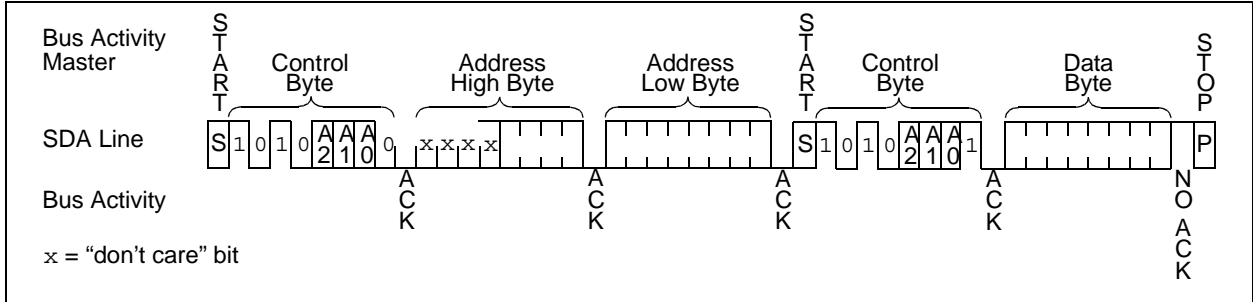 Bus Activity
Master
START
Control
Byte
Address
High Byte
Address
Low Byte
START
Control
Byte
Data
Byte
STOP
SDA Line
S 1 0 1 0 A2 A1 A0 0 x x x x S 1 0 1 0 A2 A1 A0 1 P
Bus Activity
ACK
ACK
ACK
ACK
NO ACK
x = “don’t care” bit